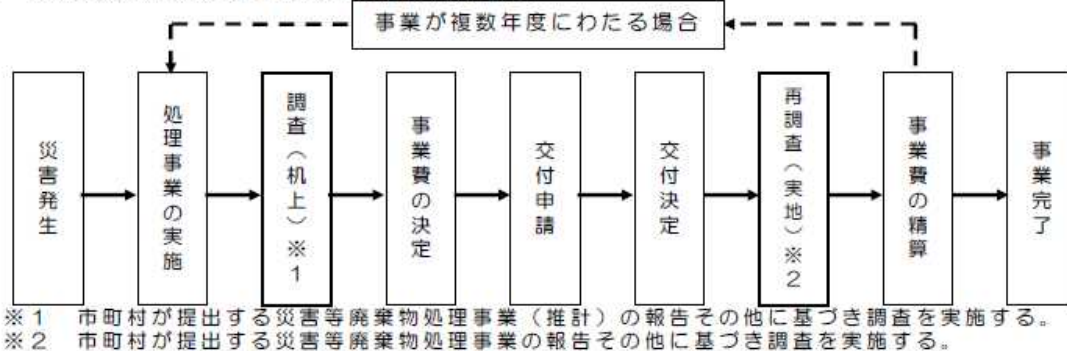 事業が複数年度にわたる場合
災害発生
処理事業の実施
調査（机上）※1
事業費の決定
交付申請
交付決定
再調査（実地）※2
事業費の精算
事業完了
※１　市町村が提出する災害等廃棄物処理事業（推計）の報告その他に基づき調査を実施する。
※２　市町村が提出する災害等廃棄物処理事業の報告その他に基づき調査を実施する。